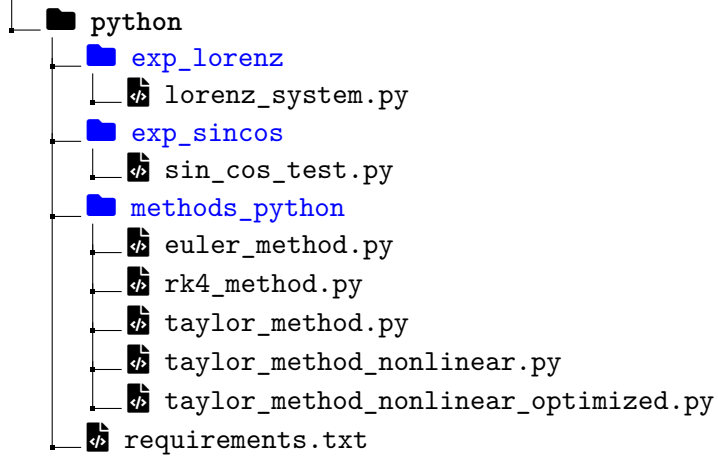 python
exp_lorenz
lorenz_system.py
exp_sincos
sin_cos_test.py
methods_python
euler_method.py
rk4_method.py
taylor_method.py
taylor_method_nonlinear.py
taylor_method_nonlinear_optimized.py
requirements.txt